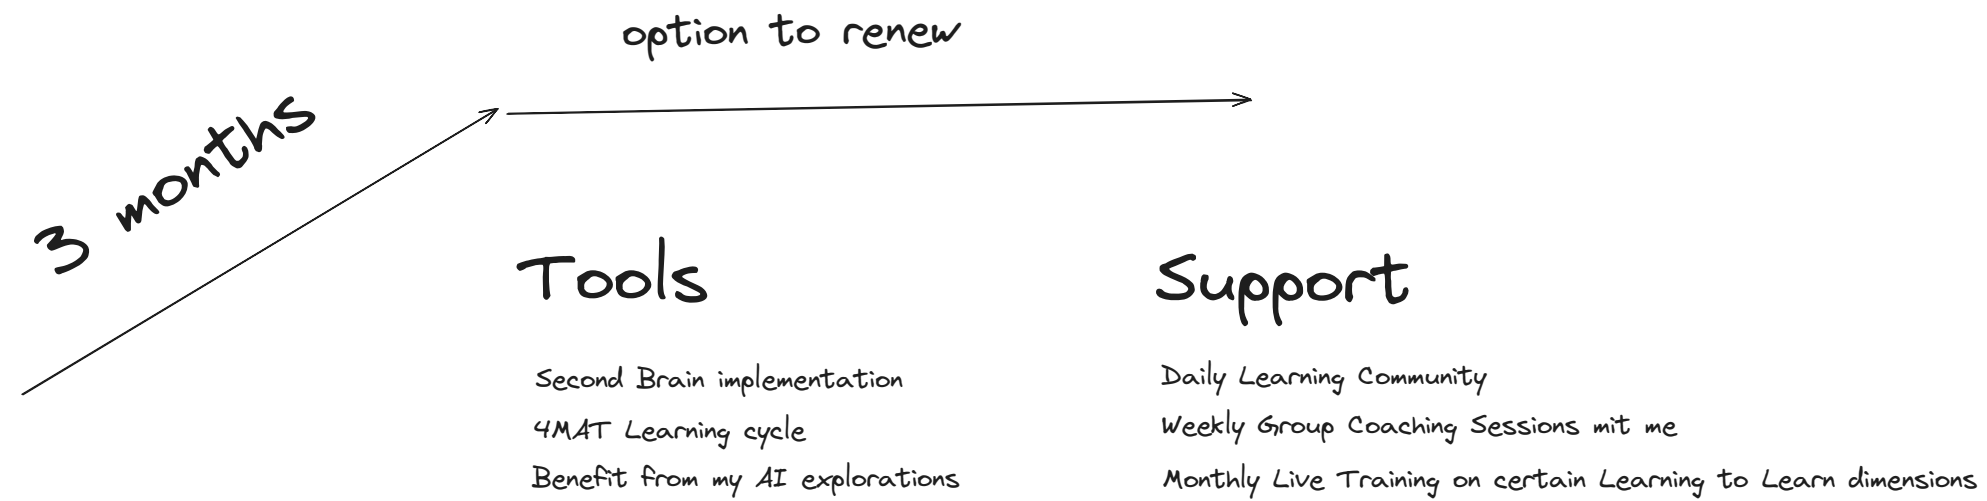 option to renew
3 months
Tools
Second Brain implementation
4MAT Learning cycle
Benefit from my AI explorations
Support
Daily Learning Community
Weekly Group Coaching Sessions mit me
Monthly Live Training on certain Learning to Learn dimensions